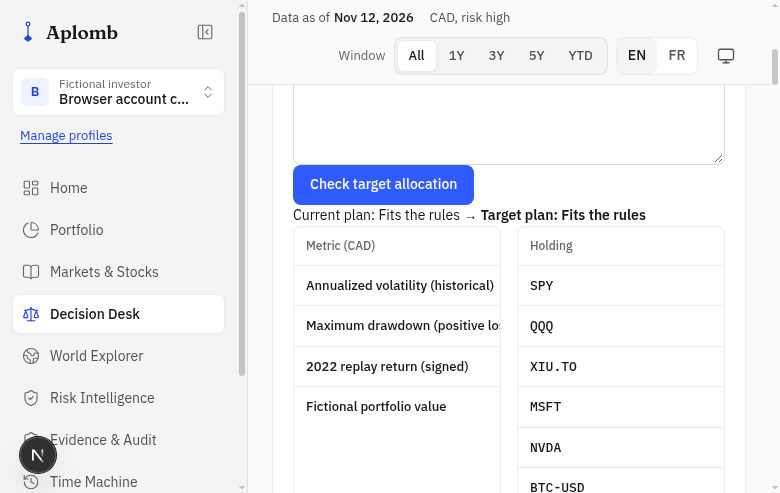 Aplomb
B
Fictional investor
Browser account c...
Manage profiles
Home
Portfolio
Markets & Stocks
Decision Desk
World Explorer
Risk Intelligence
Evidence & Audit
N
Time Machine
Data as of Nov 12, 2026 CAD, risk high
Window All 1Y 3Y 5Y YTD EN FR
Check target allocation
Current plan: Fits the rules → Target plan: Fits the rules
Metric (CAD)
Annualized volatility (historical)
Maximum drawdown (positive los
2022 replay return (signed)
Fictional portfolio value
Holding
SPY
QQQ
XIU.TO
MSFT
NVDA
BTC-USD